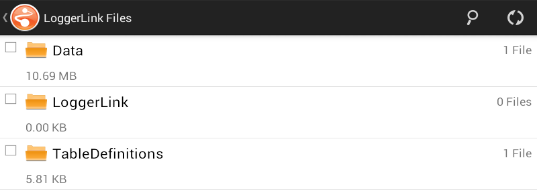 LoggerLink Files
Data
1 File
10.69 MB
LoggerLink
0 Files
0.00 KB
TableDefinitions
1 File
5.81 KB